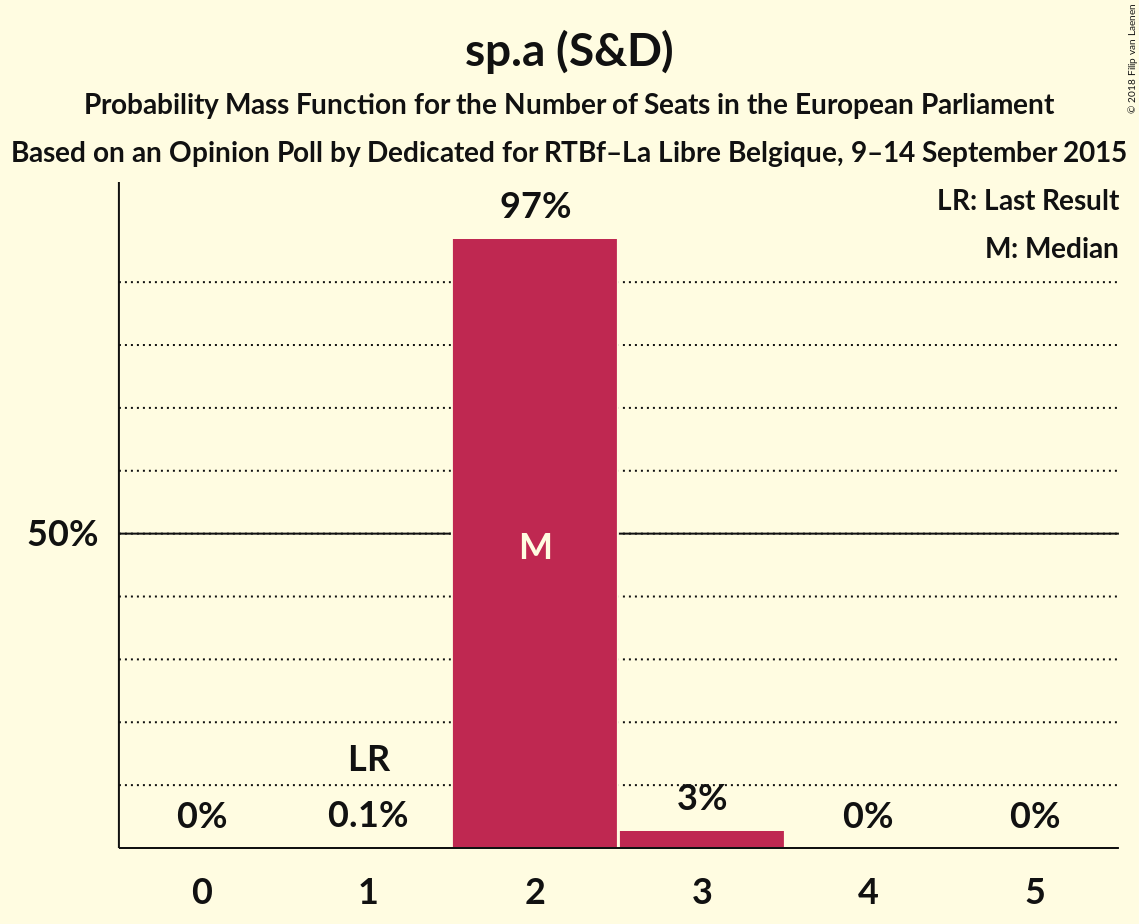 sp.a (S&D)
Probability Mass Function for the Number of Seats in the European Parliament
Based on an Opinion Poll by Dedicated for RTBf–La Libre Belgique, 9–14 September 2015
© 2018 Filip van Laenen
LR: Last Result
M: Median
97%
50%
M
LR
0%
0.1%
3%
0%
0%
0 1 2 3 4 5